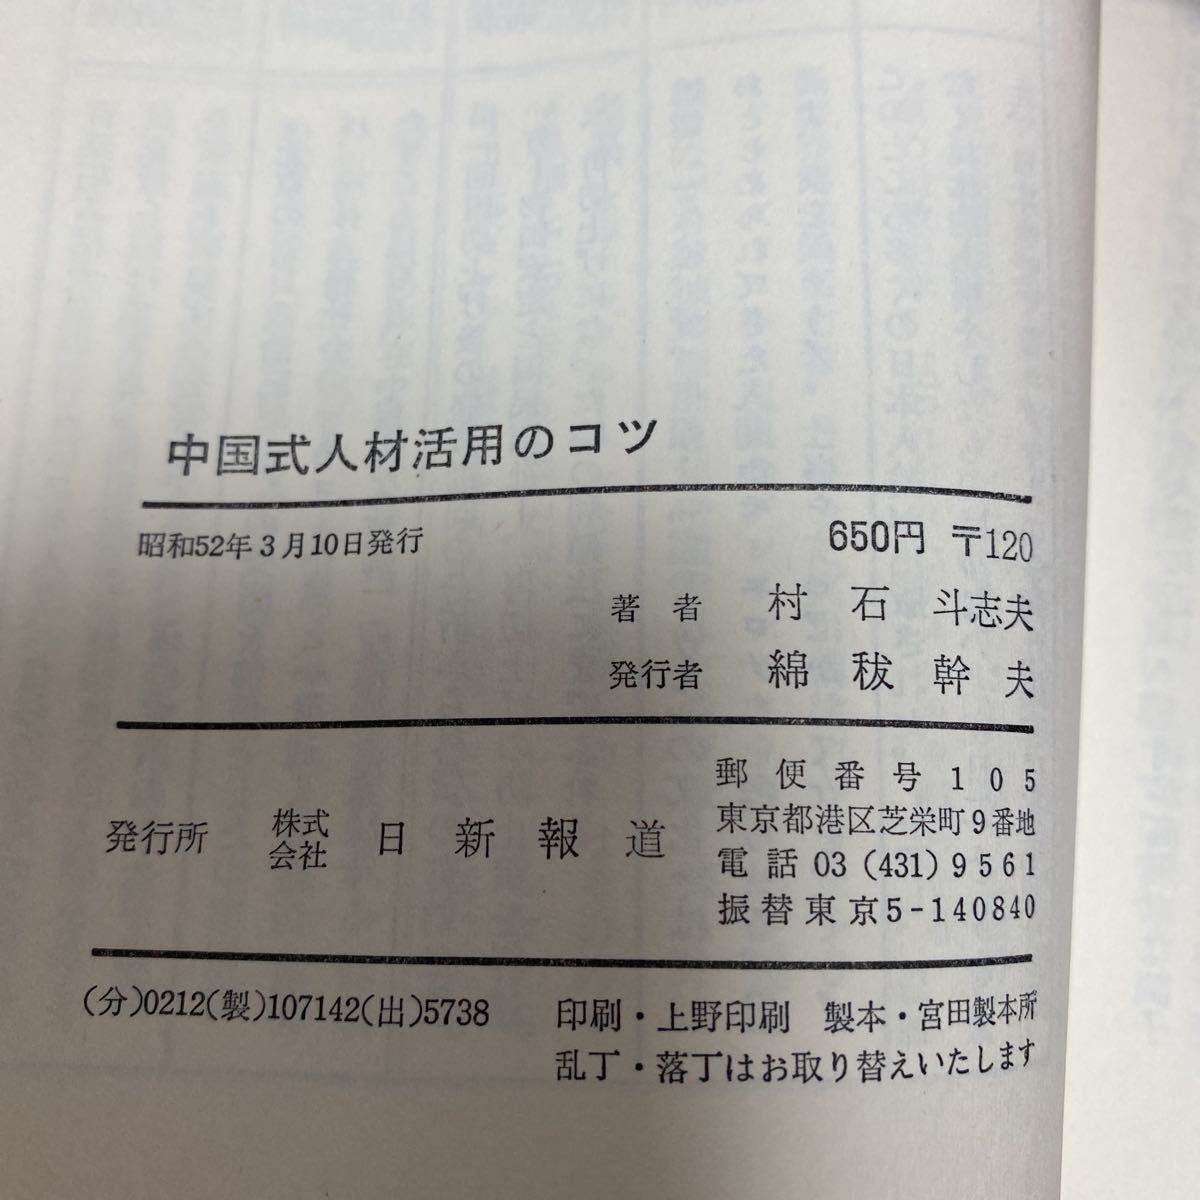 中国式人材活用のコツ
昭和52年3月10日発行 650円 〒120
著者 村石斗志夫
発行者 綿秡幹夫
発行所 株式会社 日新報道
郵便番号105
東京都港区芝栄町9番地
電話 03 (431) 9561
振替東京5-140840
(分)0212(製)107142(出)5738 印刷・上野印刷 製本・宮田製本所
乱丁・落丁はお取り替えいたします